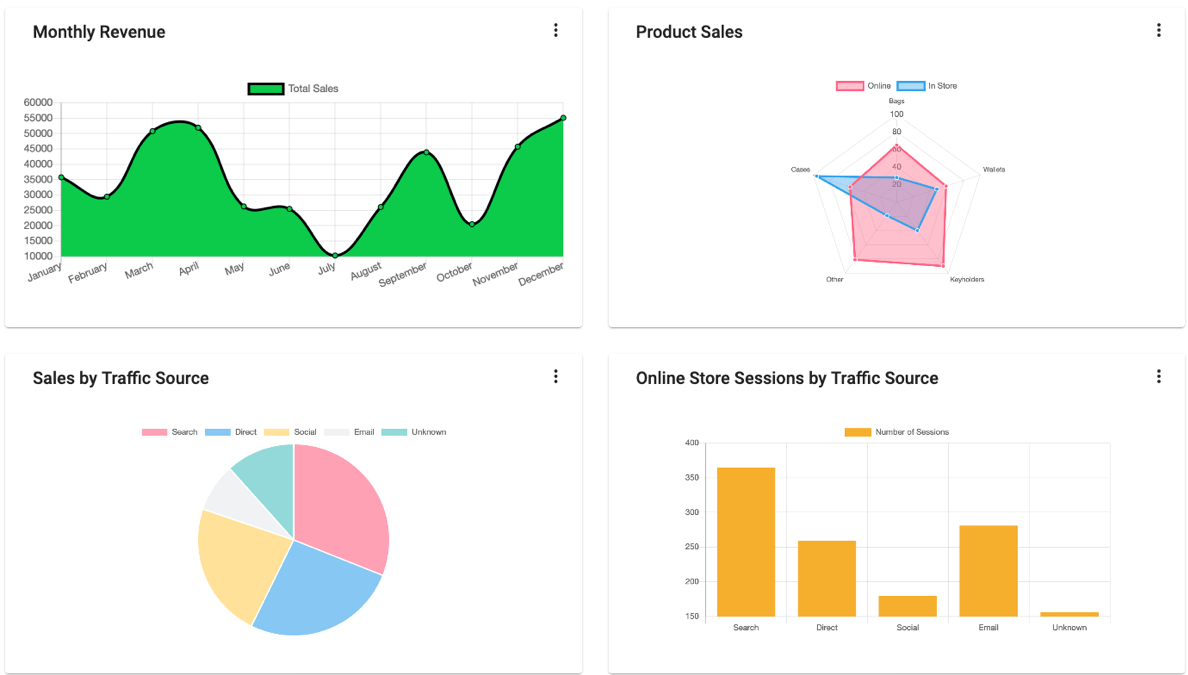 Monthly Revenue
Total Sales
60000
55000
50000
45000
40000
35000
30000
25000
20000
15000
10000
January February March April May June July August September October November December
Product Sales
Online In Store
Bags
100
80
60
40
20
Cases Wallets
Other Keyholders
Sales by Traffic Source
Search Direct Social Email Unknown
Online Store Sessions by Traffic Source
Number of Sessions
400
350
300
250
200
150
Search Direct Social Email Unknown